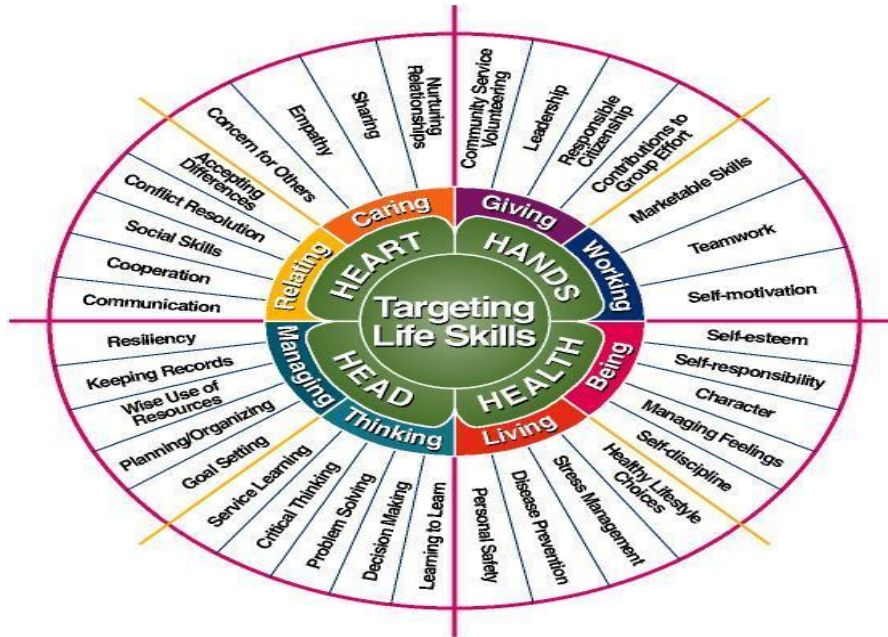 Targeting
Life Skills
HEART
Relating
Communication
Cooperation
Social Skills
Conflict Resolution
Accepting
Differences
Caring
Concern for Others
Empathy
Sharing
Nurturing
Relationships
HANDS
Giving
Community Service
Volunteering
Leadership
Responsible
Citizenship
Contributions to
Group Effort
Working
Marketable Skills
Teamwork
Self-motivation
HEALTH
Being
Self-esteem
Self-responsibility
Character
Managing Feelings
Self-discipline
Living
Healthy Lifestyle
Choices
Stress Management
Disease Prevention
Personal Safety
HEAD
Thinking
Learning to Learn
Decision Making
Problem Solving
Critical Thinking
Service Learning
Managing
Goal Setting
Planning/Organizing
Wise Use of
Resources
Keeping Records
Resiliency